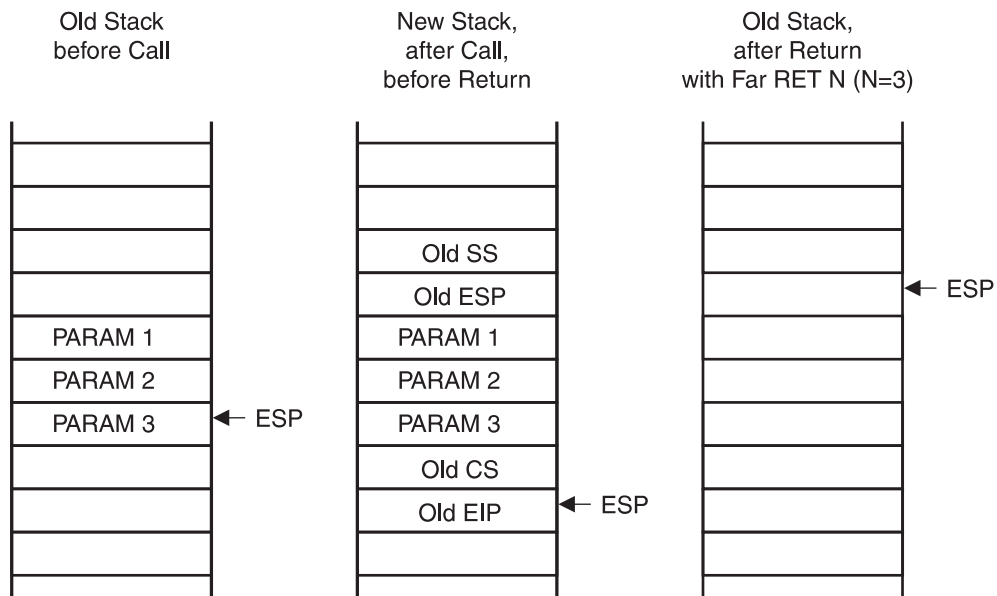 Old Stack
before Call
New Stack,
after Call,
before Return
Old Stack,
after Return
with Far RET N (N=3)
PARAM 1
PARAM 2
PARAM 3
ESP
Old SS
Old ESP
PARAM 1
PARAM 2
PARAM 3
Old CS
Old EIP
ESP
ESP